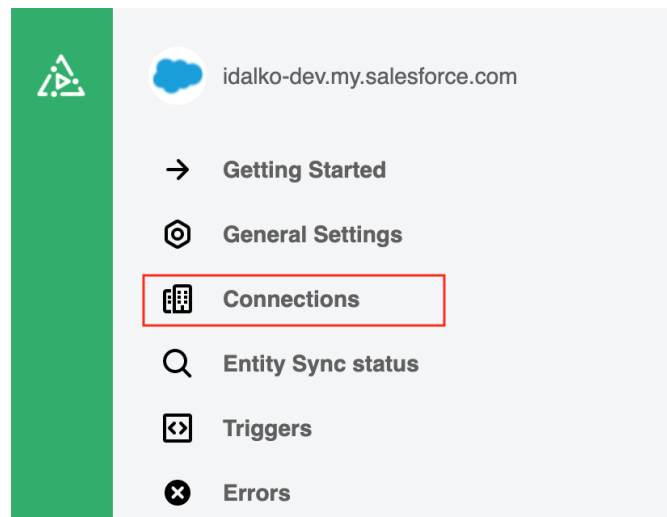 idalko-dev.my.salesforce.com
Getting Started
General Settings
Connections
Entity Sync status
Triggers
Errors